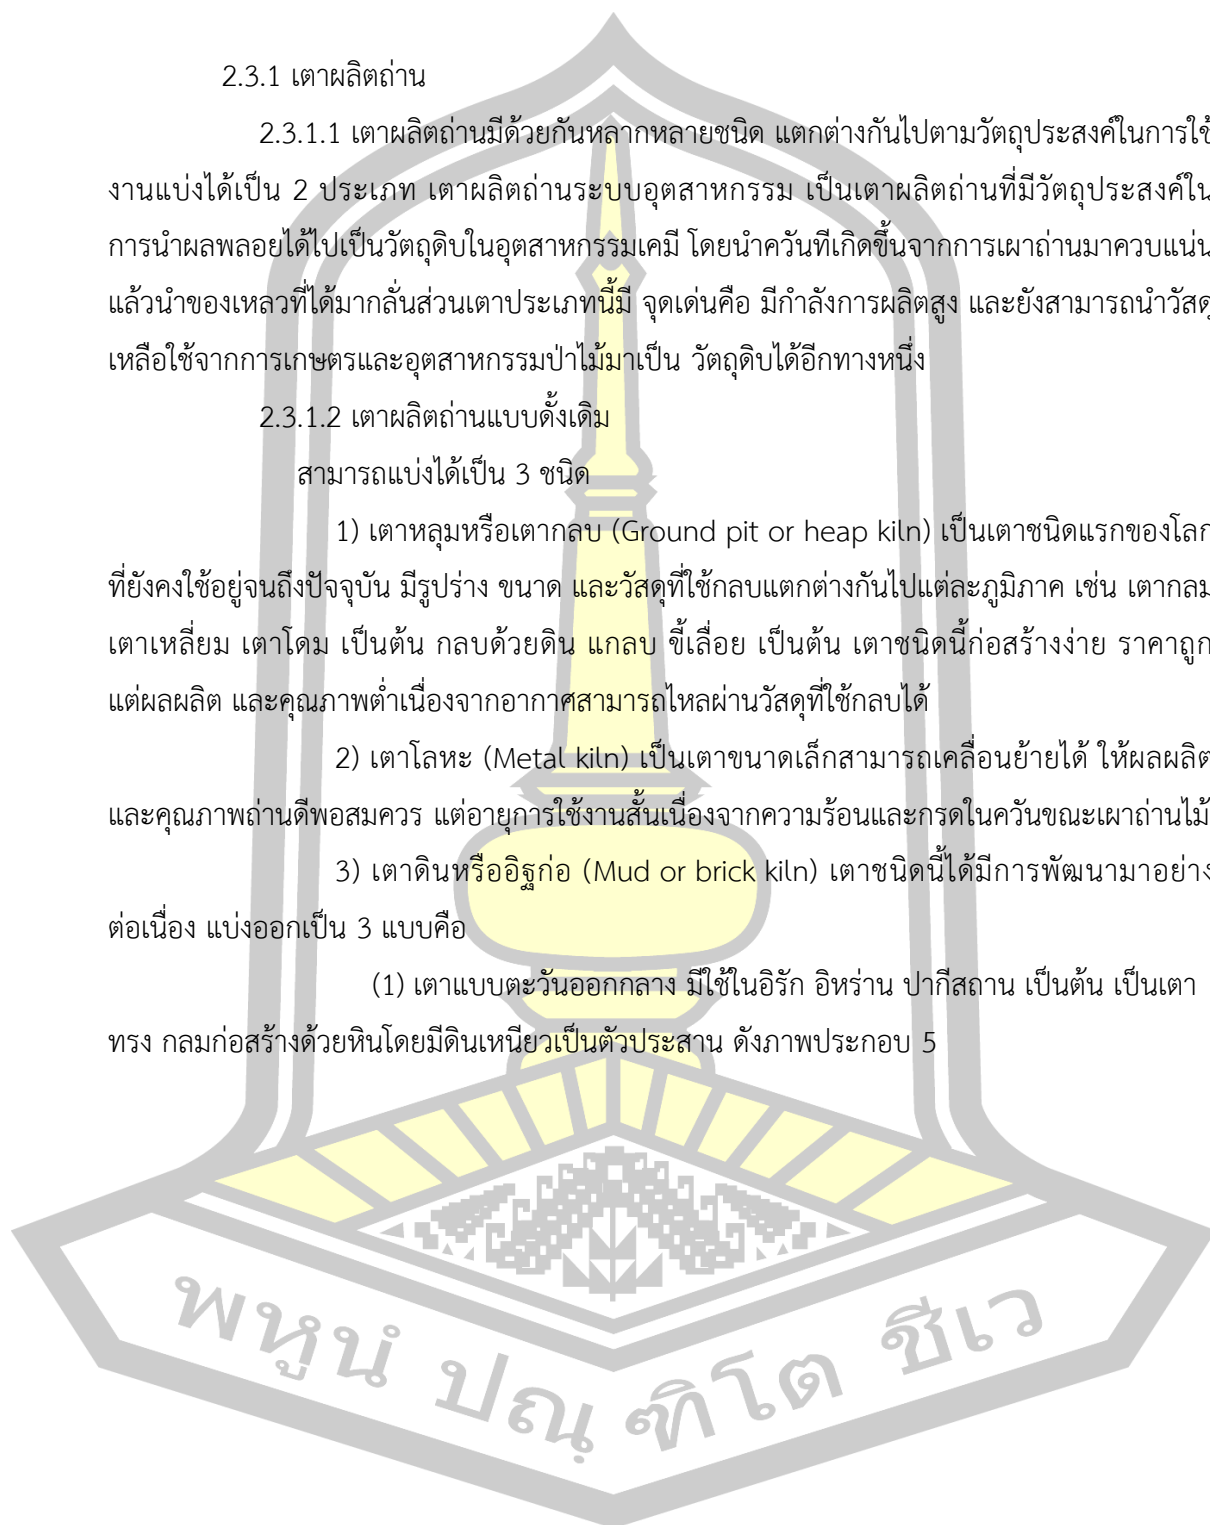 2.3.1 เตาผลิตถ่าน
2.3.1.1 เตาผลิตถ่านมีด้วยกันหลากหลายชนิด แตกต่างกันไปตามวัตถุประสงค์ในการใช้
งานแบ่งได้เป็น 2 ประเภท เตาผลิตถ่านระบบอุตสาหกรรม เป็นเตาผลิตถ่านที่มีวัตถุประสงค์ใน
การนำผลพลอยได้ไปเป็นวัตถุดิบในอุตสาหกรรมเคมี โดยนำควันทีเกิดขึ้นจากการเผาถ่านมาควบแน่น
แล้วนำของเหลวที่ได้มากลั่นส่วนเตาประเภทนี้มี จุดเด่นคือ มีกำลังการผลิตสูง และยังสามารถนำวัสดุ
เหลือใช้จากการเกษตรและอุตสาหกรรมป่าไม้มาเป็น วัตถุดิบได้อีกทางหนึ่ง
2.3.1.2 เตาผลิตถ่านแบบดั้งเดิม
สามารถแบ่งได้เป็น 3 ชนิด
1) เตาหลุมหรือเตากลบ (Ground pit or heap kiln) เป็นเตาชนิดแรกของโลก
ที่ยังคงใช้อยู่จนถึงปัจจุบัน มีรูปร่าง ขนาด และวัสดุที่ใช้กลบแตกต่างกันไปแต่ละภูมิภาค เช่น เตากลม
เตาเหลี่ยม เตาโดม เป็นต้น กลบด้วยดิน แกลบ ขี้เลื่อย เป็นต้น เตาชนิดนี้ก่อสร้างง่าย ราคาถูก
แต่ผลผลิต และคุณภาพต่ำเนื่องจากอากาศสามารถไหลผ่านวัสดุที่ใช้กลบได้
2) เตาโลหะ (Metal kiln) เป็นเตาขนาดเล็กสามารถเคลื่อนย้ายได้ ให้ผลผลิต
และคุณภาพถ่านดีพอสมควร แต่อายุการใช้งานสั้นเนื่องจากความร้อนและกรดในควันขณะเผาถ่านไม้
3) เตาดินหรืออิฐก่อ (Mud or brick kiln) เตาชนิดนี้ได้มีการพัฒนามาอย่าง
ต่อเนื่อง แบ่งออกเป็น 3 แบบคือ
(1) เตาแบบตะวันออกกลาง มีใช้ในอิรัก อิหร่าน ปากีสถาน เป็นต้น เป็นเตา
ทรง กลมก่อสร้างด้วยหินโดยมีดินเหนียวเป็นตัวประสาน ดังภาพประกอบ 5
พหูนํ ปณฺฑิโต ชีเว